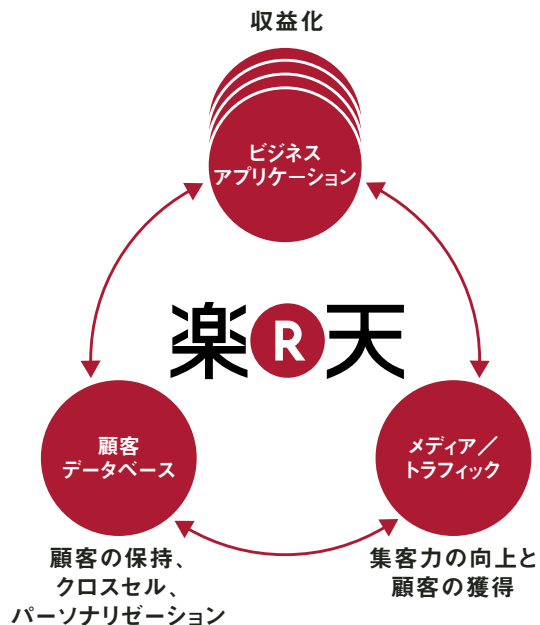 収益化
ビジネス
アプリケーション
楽R天
顧客
データベース
メディア／
トラフィック
顧客の保持、
クロスセル、
パーソナリゼーション
集客力の向上と
顧客の獲得